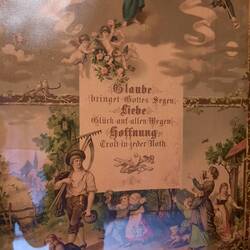 Glaube
bringet Gottes Segen,
Liebe
Glück auf allen Wegen,
Hoffnung
Trost in jeder Noth.